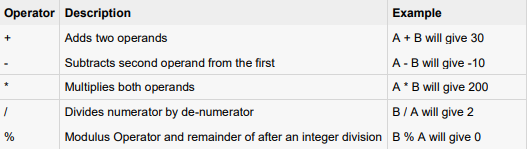 Operator Description Example
+ Adds two operands A + B will give 30
- Subtracts second operand from the first A - B will give -10
* Multiplies both operands A * B will give 200
/ Divides numerator by de-numerator B / A will give 2
% Modulus Operator and remainder of after an integer division B % A will give 0